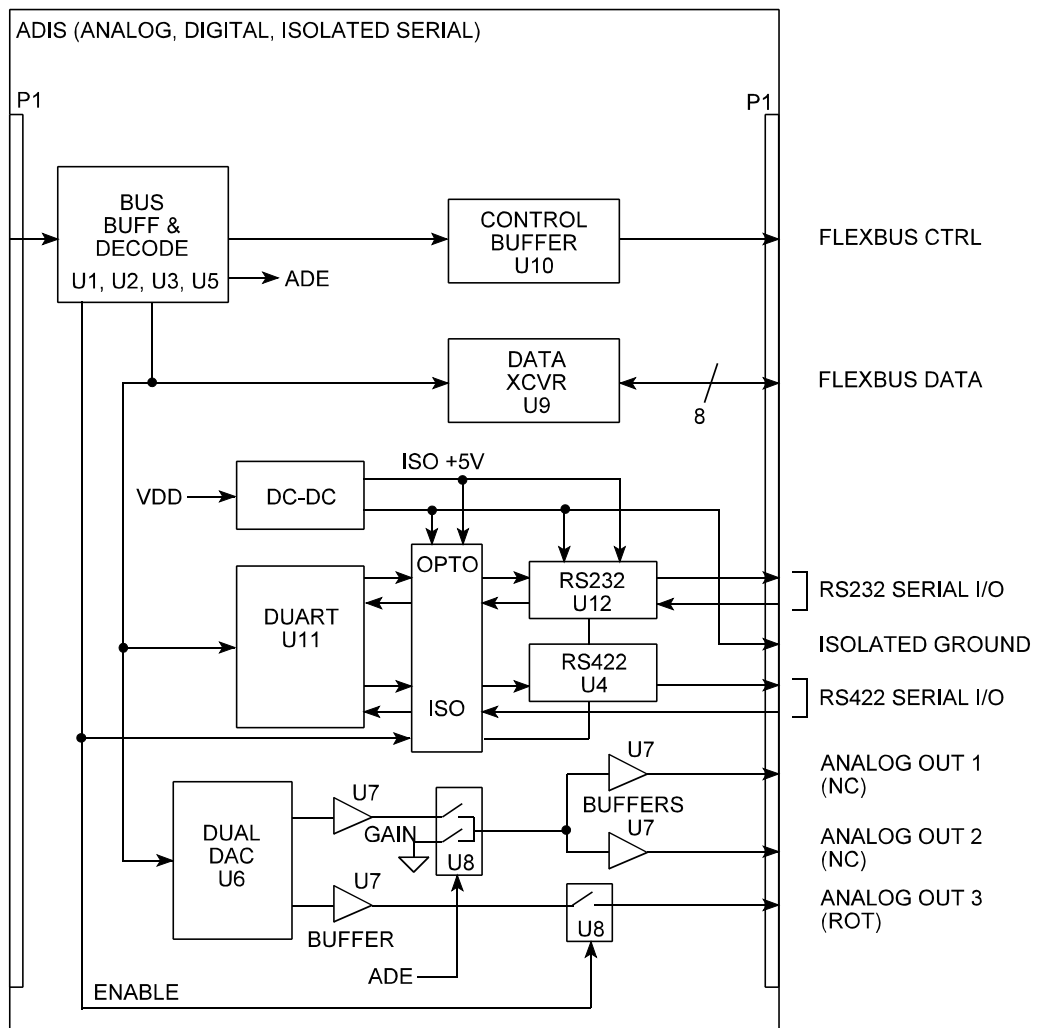 ADIS (ANALOG, DIGITAL, ISOLATED SERIAL)
P1
P1
BUS
BUFF &
DECODE
U1, U2, U3, U5
ADE
CONTROL
BUFFER
U10
FLEXBUS CTRL
DATA
XCVR
U9
8
FLEXBUS DATA
ISO +5V
VDD
DC-DC
OPTO
ISO
DUART
U11
RS232
U12
RS232 SERIAL I/O
ISOLATED GROUND
RS422
U4
RS422 SERIAL I/O
DUAL
DAC
U6
U7
GAIN
U8
U7
BUFFERS
U7
ANALOG OUT 1
(NC)
ANALOG OUT 2
(NC)
U7
BUFFER
U8
ANALOG OUT 3
(ROT)
ADE
ENABLE